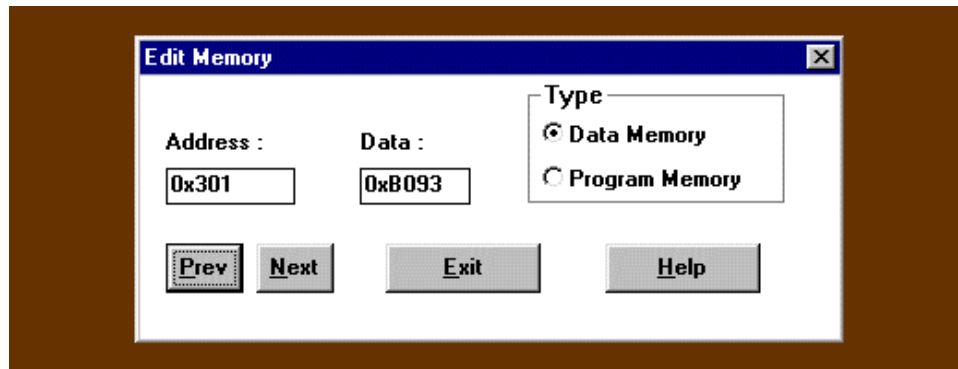 Edit Memory
Type
Address :
Data :
Data Memory
0x301
0xB093
Program Memory
Prev
Next
Exit
Help